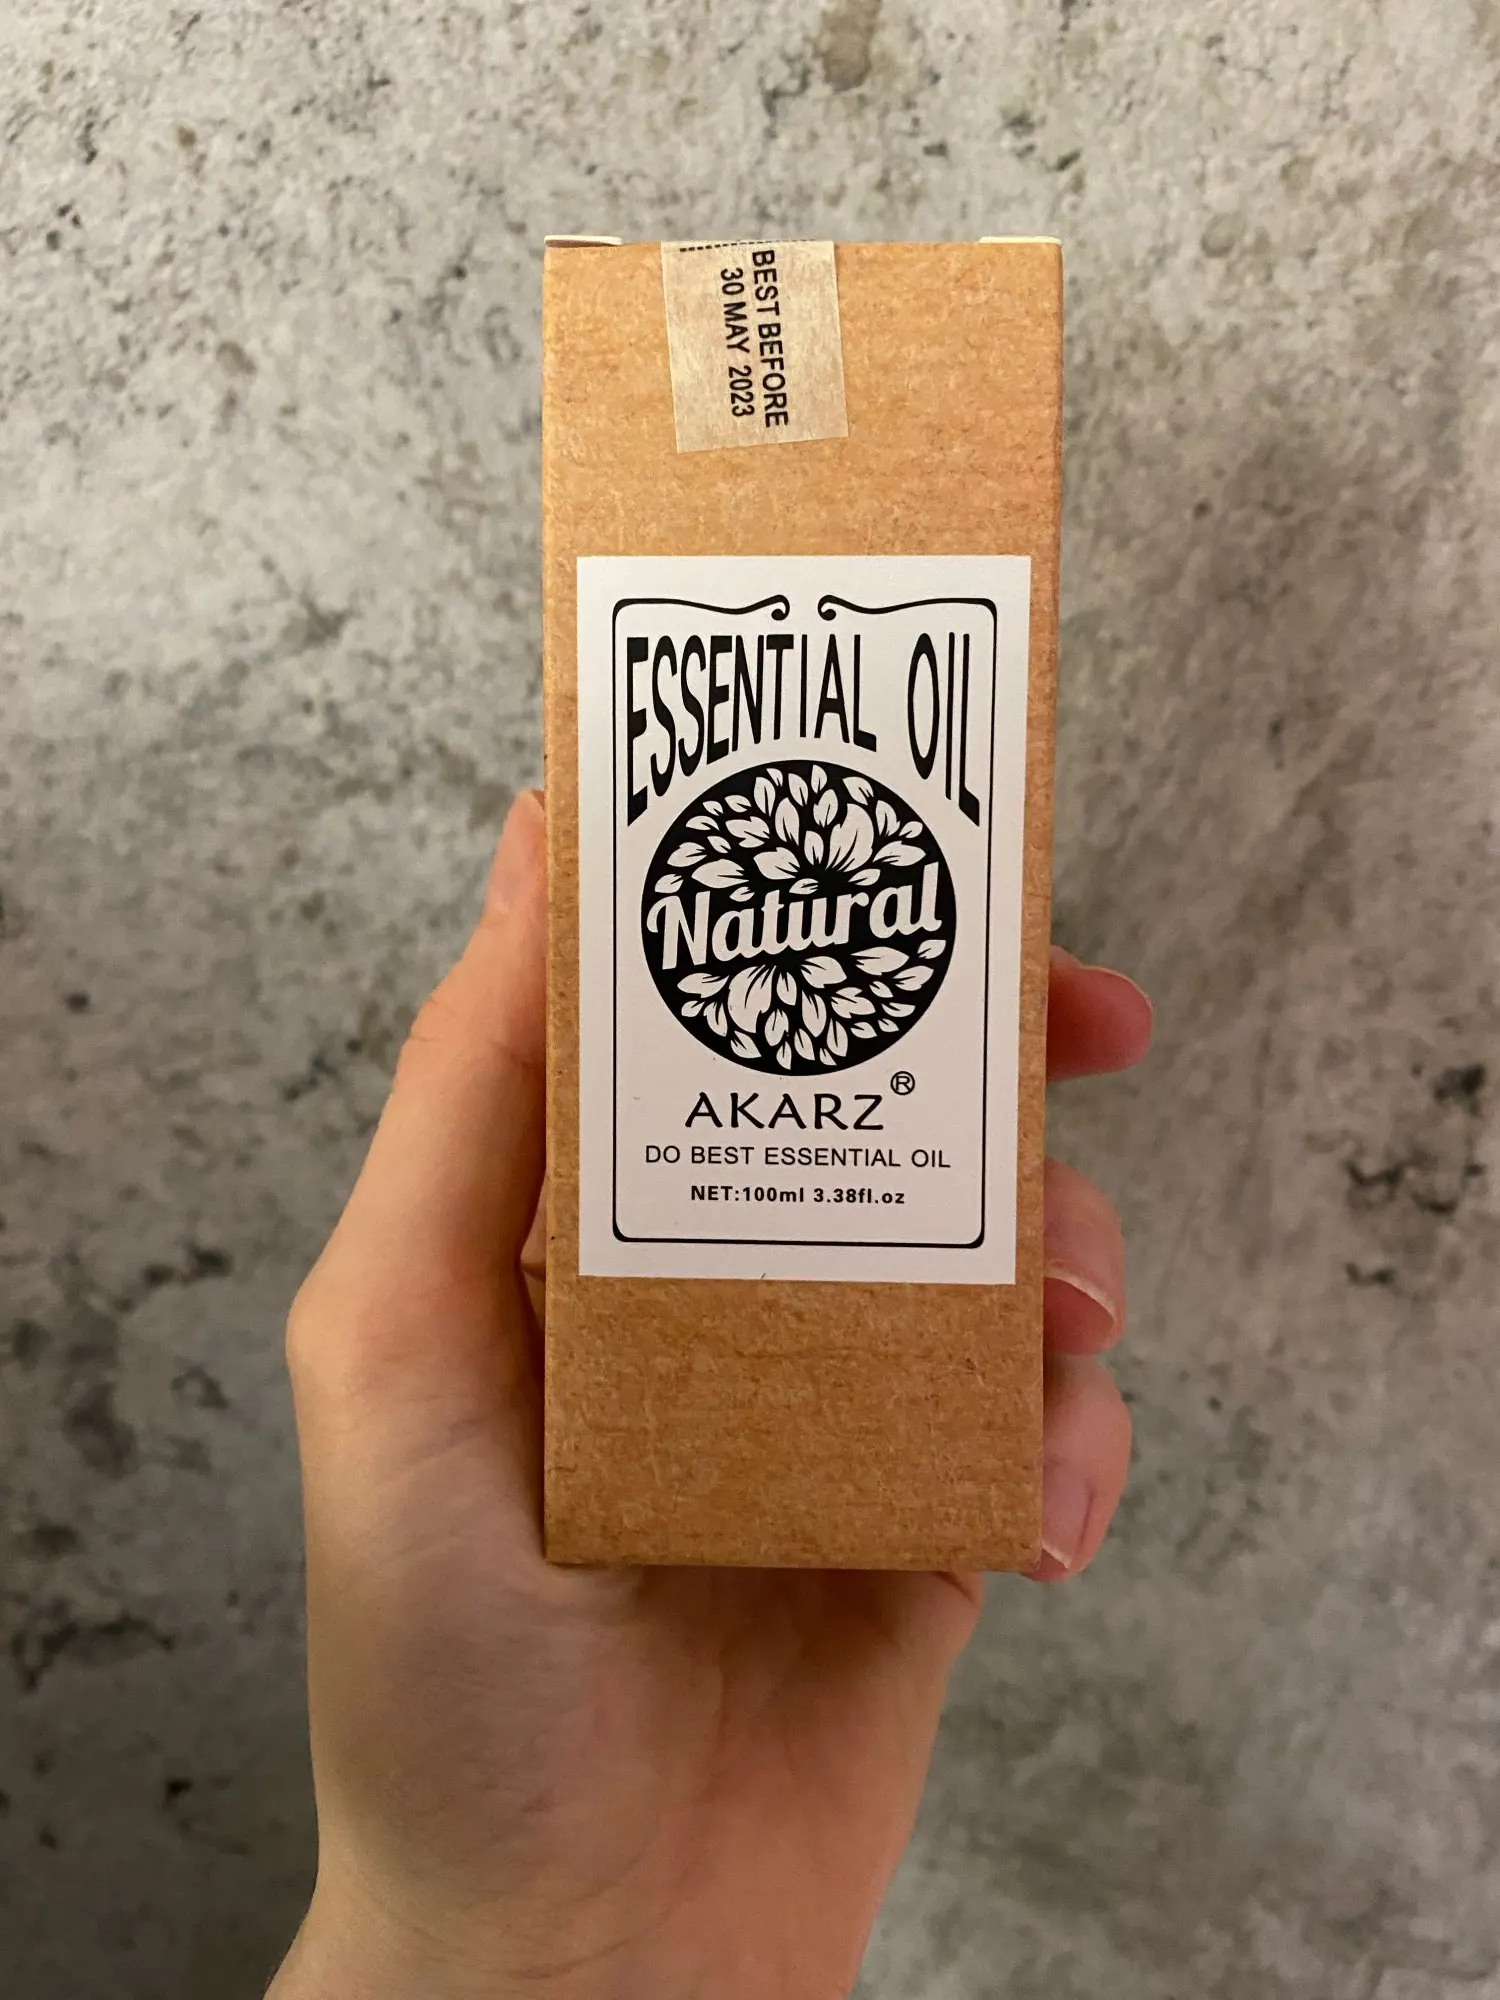 BEST BEFORE
30 MAY 2023
ESSENTIAL OIL
Natural
AKARZ®
DO BEST ESSENTIAL OIL
NET:100ml 3.38fl.oz